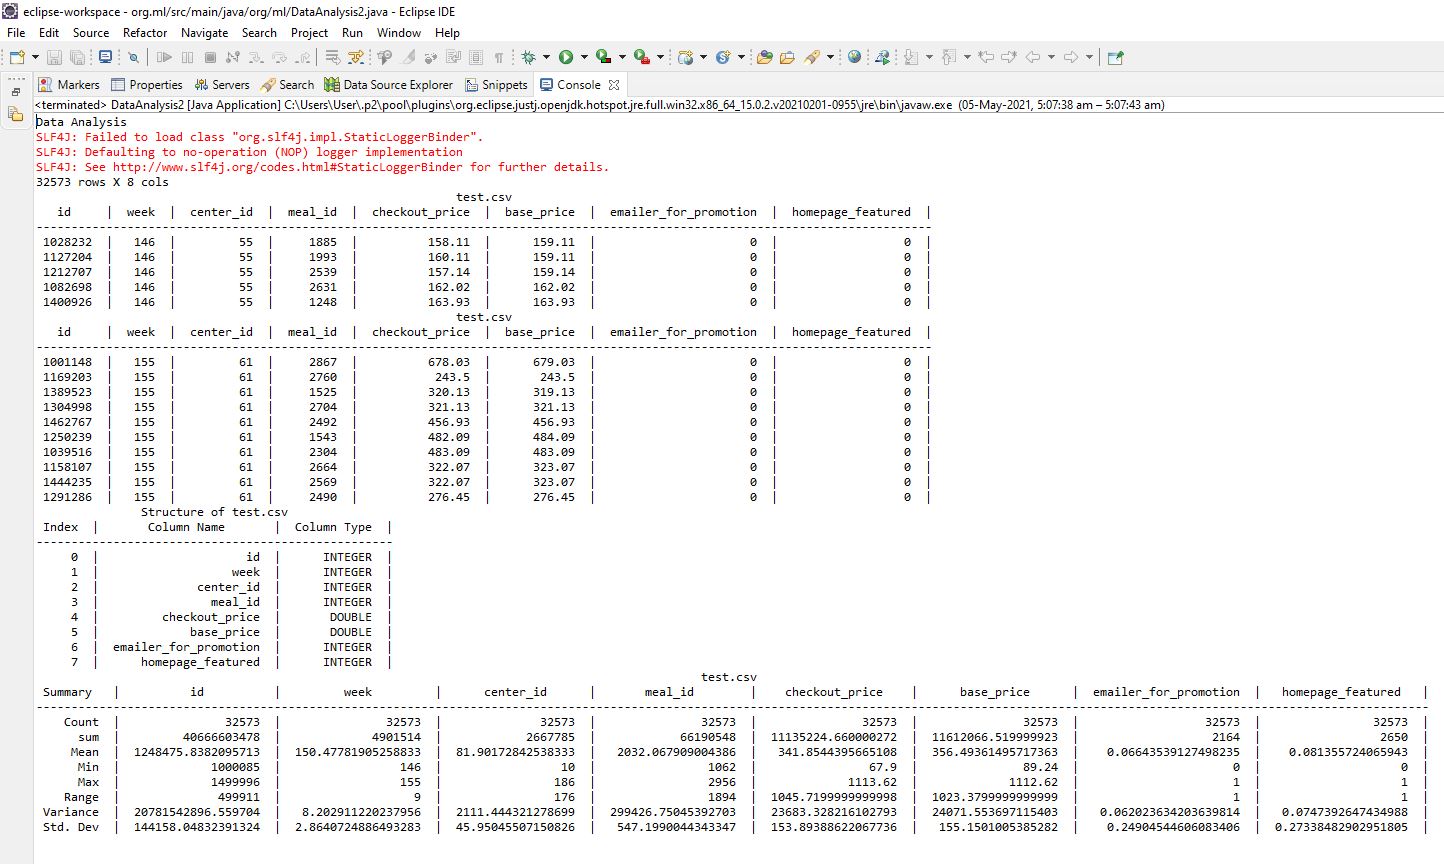 eclipse-workspace - org.ml/src/main/java/org/ml/DataAnalysis2.java - Eclipse IDE
File Edit Source Refactor Navigate Search Project Run Window Help
Markers Properties Servers Search Data Source Explorer Snippets Console
<terminated> DataAnalysis2 [Java Application] C:\Users\User\.p2\pool\plugins\org.eclipse.justj.openjdk.hotspot.jre.full.win32.x86_64_15.0.2.v20210201-0955\jre\bin\javaw.exe (05-May-2021, 5:07:38 am – 5:07:43 am)
Data Analysis
SLF4J: Failed to load class "org.slf4j.impl.StaticLoggerBinder".
SLF4J: Defaulting to no-operation (NOP) logger implementation
SLF4J: See http://www.slf4j.org/codes.html#StaticLoggerBinder for further details.
32573 rows X 8 cols
test.csv
id | week | center_id | meal_id | checkout_price | base_price | emailer_for_promotion | homepage_featured |
1028232 | 146 | 55 | 1885 | 158.11 | 159.11 | 0 | 0 |
1127204 | 146 | 55 | 1993 | 160.11 | 159.11 | 0 | 0 |
1212707 | 146 | 55 | 2539 | 157.14 | 159.14 | 0 | 0 |
1082698 | 146 | 55 | 2631 | 162.02 | 162.02 | 0 | 0 |
1400926 | 146 | 55 | 1248 | 163.93 | 163.93 | 0 | 0 |
test.csv
id | week | center_id | meal_id | checkout_price | base_price | emailer_for_promotion | homepage_featured |
1001148 | 155 | 61 | 2867 | 678.03 | 679.03 | 0 | 0 |
1169203 | 155 | 61 | 2760 | 243.5 | 243.5 | 0 | 0 |
1389523 | 155 | 61 | 1525 | 320.13 | 319.13 | 0 | 0 |
1304998 | 155 | 61 | 2704 | 321.13 | 321.13 | 0 | 0 |
1462767 | 155 | 61 | 2492 | 456.93 | 456.93 | 0 | 0 |
1250239 | 155 | 61 | 1543 | 482.09 | 484.09 | 0 | 0 |
1039516 | 155 | 61 | 2304 | 483.09 | 483.09 | 0 | 0 |
1158107 | 155 | 61 | 2664 | 322.07 | 323.07 | 0 | 0 |
1444235 | 155 | 61 | 2569 | 322.07 | 323.07 | 0 | 0 |
1291286 | 155 | 61 | 2490 | 276.45 | 276.45 | 0 | 0 |
Structure of test.csv
Index | Column Name | Column Type |
0 | id | INTEGER |
1 | week | INTEGER |
2 | center_id | INTEGER |
3 | meal_id | INTEGER |
4 | checkout_price | DOUBLE |
5 | base_price | DOUBLE |
6 | emailer_for_promotion | INTEGER |
7 | homepage_featured | INTEGER |
test.csv
Summary | id | week | center_id | meal_id | checkout_price | base_price | emailer_for_promotion | homepage_featured |
Count | 32573 | 32573 | 32573 | 32573 | 32573 | 32573 | 32573 | 32573 |
sum | 40666603478 | 4901514 | 2667785 | 66190548 | 11135224.660000272 | 11612066.519999923 | 2164 | 2650 |
Mean | 1248475.8382095713 | 150.47781905258833 | 81.90172842538333 | 2032.067909004386 | 341.8544395665108 | 356.49361495717363 | 0.06643539127498235 | 0.081355724065943 |
Min | 1000085 | 146 | 10 | 1062 | 67.9 | 89.24 | 0 | 0 |
Max | 1499996 | 155 | 186 | 2956 | 1113.62 | 1112.62 | 1 | 1 |
Range | 499911 | 9 | 176 | 1894 | 1045.7199999999998 | 1023.3799999999999 | 1 | 1 |
Variance | 20781542896.559704 | 8.202911220237956 | 2111.444321278699 | 299426.75045392703 | 23683.328216102793 | 24071.553697115403 | 0.062023634203639814 | 0.0747392647434988 |
Std. Dev | 144158.04832391324 | 2.8640724886493283 | 45.95045507150826 | 547.1990044343347 | 153.89388622067736 | 155.1501005385282 | 0.24904544606083406 | 0.27338482902951805 |